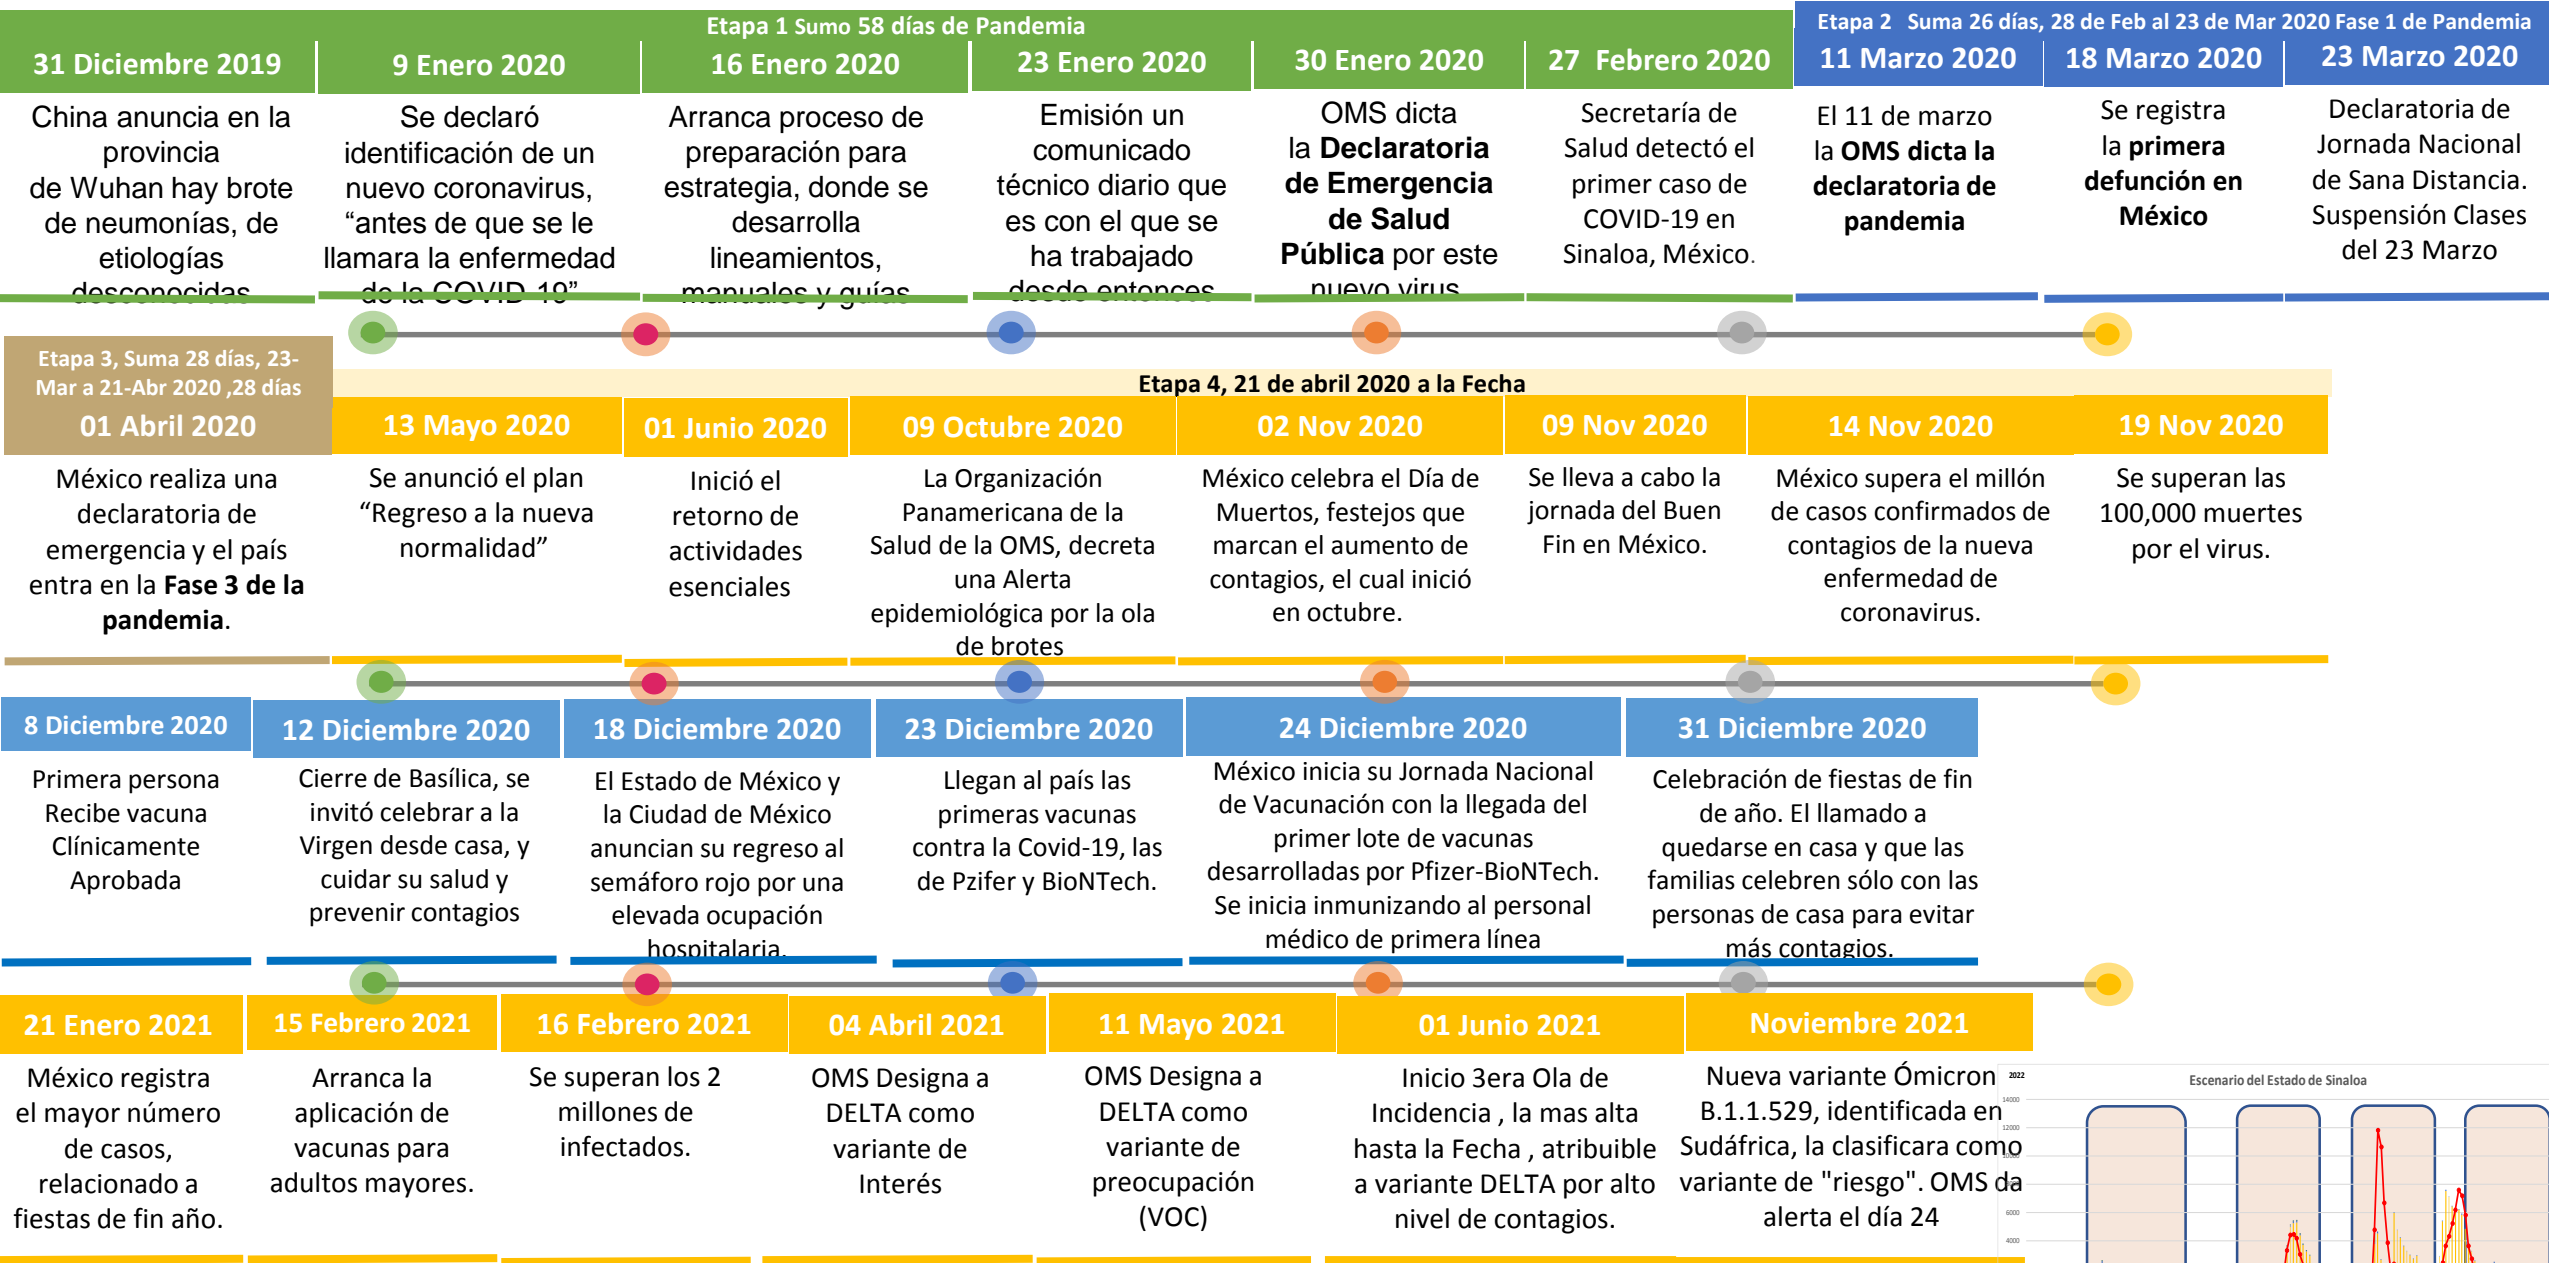 Etapa 1 Sumo 58 días de Pandemia
Etapa 2 Suma 26 días, 28 de Feb al 23 de Mar 2020 Fase 1 de Pandemia
31 Diciembre 2019
China anuncia en la
provincia
de Wuhan hay brote
de neumonías, de
etiologías
desconocidas
9 Enero 2020
Se declaró
identificación de un
nuevo coronavirus,
“antes de que se le
llamara la enfermedad
de la COVID-19”
16 Enero 2020
Arranca proceso de
preparación para
estrategia, donde se
desarrolla
lineamientos,
manuales y guías
23 Enero 2020
Emisión un
comunicado
técnico diario que
es con el que se
ha trabajado
desde entonces
30 Enero 2020
OMS dicta
la Declaratoria
de Emergencia
de Salud
Pública por este
nuevo virus
27 Febrero 2020
Secretaría de
Salud detectó el
primer caso de
COVID-19 en
Sinaloa, México.
11 Marzo 2020
El 11 de marzo
la OMS dicta la
declaratoria de
pandemia
18 Marzo 2020
Se registra
la primera
defunción en
México
23 Marzo 2020
Declaratoria de
Jornada Nacional
de Sana Distancia.
Suspensión Clases
del 23 Marzo
Etapa 3, Suma 28 días, 23-
Mar a 21-Abr 2020 ,28 días
Etapa 4, 21 de abril 2020 a la Fecha
01 Abril 2020
México realiza una
declaratoria de
emergencia y el país
entra en la Fase 3 de la
pandemia.
13 Mayo 2020
Se anunció el plan
“Regreso a la nueva
normalidad”
01 Junio 2020
Inició el
retorno de
actividades
esenciales
09 Octubre 2020
La Organización
Panamericana de la
Salud de la OMS, decreta
una Alerta
epidemiológica por la ola
de brotes
02 Nov 2020
México celebra el Día de
Muertos, festejos que
marcan el aumento de
contagios, el cual inició
en octubre.
09 Nov 2020
Se lleva a cabo la
jornada del Buen
Fin en México.
14 Nov 2020
México supera el millón
de casos confirmados de
contagios de la nueva
enfermedad de
coronavirus.
19 Nov 2020
Se superan las
100,000 muertes
por el virus.
8 Diciembre 2020
Primera persona
Recibe vacuna
Clínicamente
Aprobada
12 Diciembre 2020
Cierre de Basílica, se
invitó celebrar a la
Virgen desde casa, y
cuidar su salud y
prevenir contagios
18 Diciembre 2020
El Estado de México y
la Ciudad de México
anuncian su regreso al
semáforo rojo por una
elevada ocupación
hospitalaria.
23 Diciembre 2020
Llegan al país las
primeras vacunas
contra la Covid-19, las
de Pzifer y BioNTech.
24 Diciembre 2020
México inicia su Jornada Nacional
de Vacunación con la llegada del
primer lote de vacunas
desarrolladas por Pfizer-BioNTech.
Se inicia inmunizando al personal
médico de primera línea
31 Diciembre 2020
Celebración de fiestas de fin
de año. El llamado a
quedarse en casa y que las
familias celebren sólo con las
personas de casa para evitar
más contagios.
21 Enero 2021
México registra
el mayor número
de casos,
relacionado a
fiestas de fin año.
15 Febrero 2021
Arranca la
aplicación de
vacunas para
adultos mayores.
16 Febrero 2021
Se superan los 2
millones de
infectados.
04 Abril 2021
OMS Designa a
DELTA como
variante de
Interés
11 Mayo 2021
OMS Designa a
DELTA como
variante de
preocupación
(VOC)
01 Junio 2021
Inicio 3era Ola de
Incidencia , la mas alta
hasta la Fecha , atribuible
a variante DELTA por alto
nivel de contagios.
Noviembre 2021
Nueva variante Ómicron
B.1.1.529, identificada en
Sudáfrica, la clasificara como
variante de "riesgo". OMS da
alerta el día 24
2022
Escenario del Estado de Sinaloa
14000
12000
10000
6000
4000